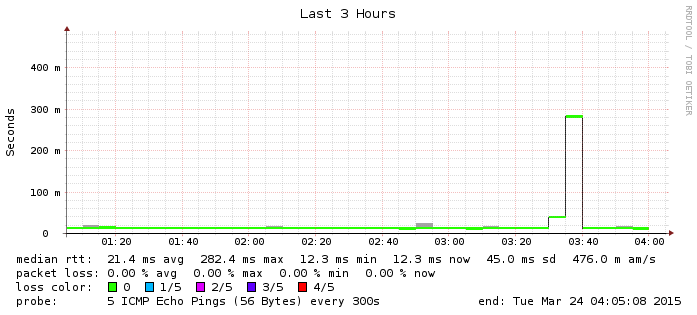 Last 3 Hours
RRDTOOL / TOBI OETIKER
Seconds
400 m
300 m
200 m
100 m
0
01:20 01:40 02:00 02:20 02:40 03:00 03:20 03:40 04:00
median rtt: 21.4 ms avg 282.4 ms max 12.3 ms min 12.3 ms now 45.0 ms sd 476.0 m am/s
packet loss: 0.00 % avg 0.00 % max 0.00 % min 0.00 % now
loss color: 0 1/5 2/5 3/5 4/5
probe: 5 ICMP Echo Pings (56 Bytes) every 300s end: Tue Mar 24 04:05:08 2015